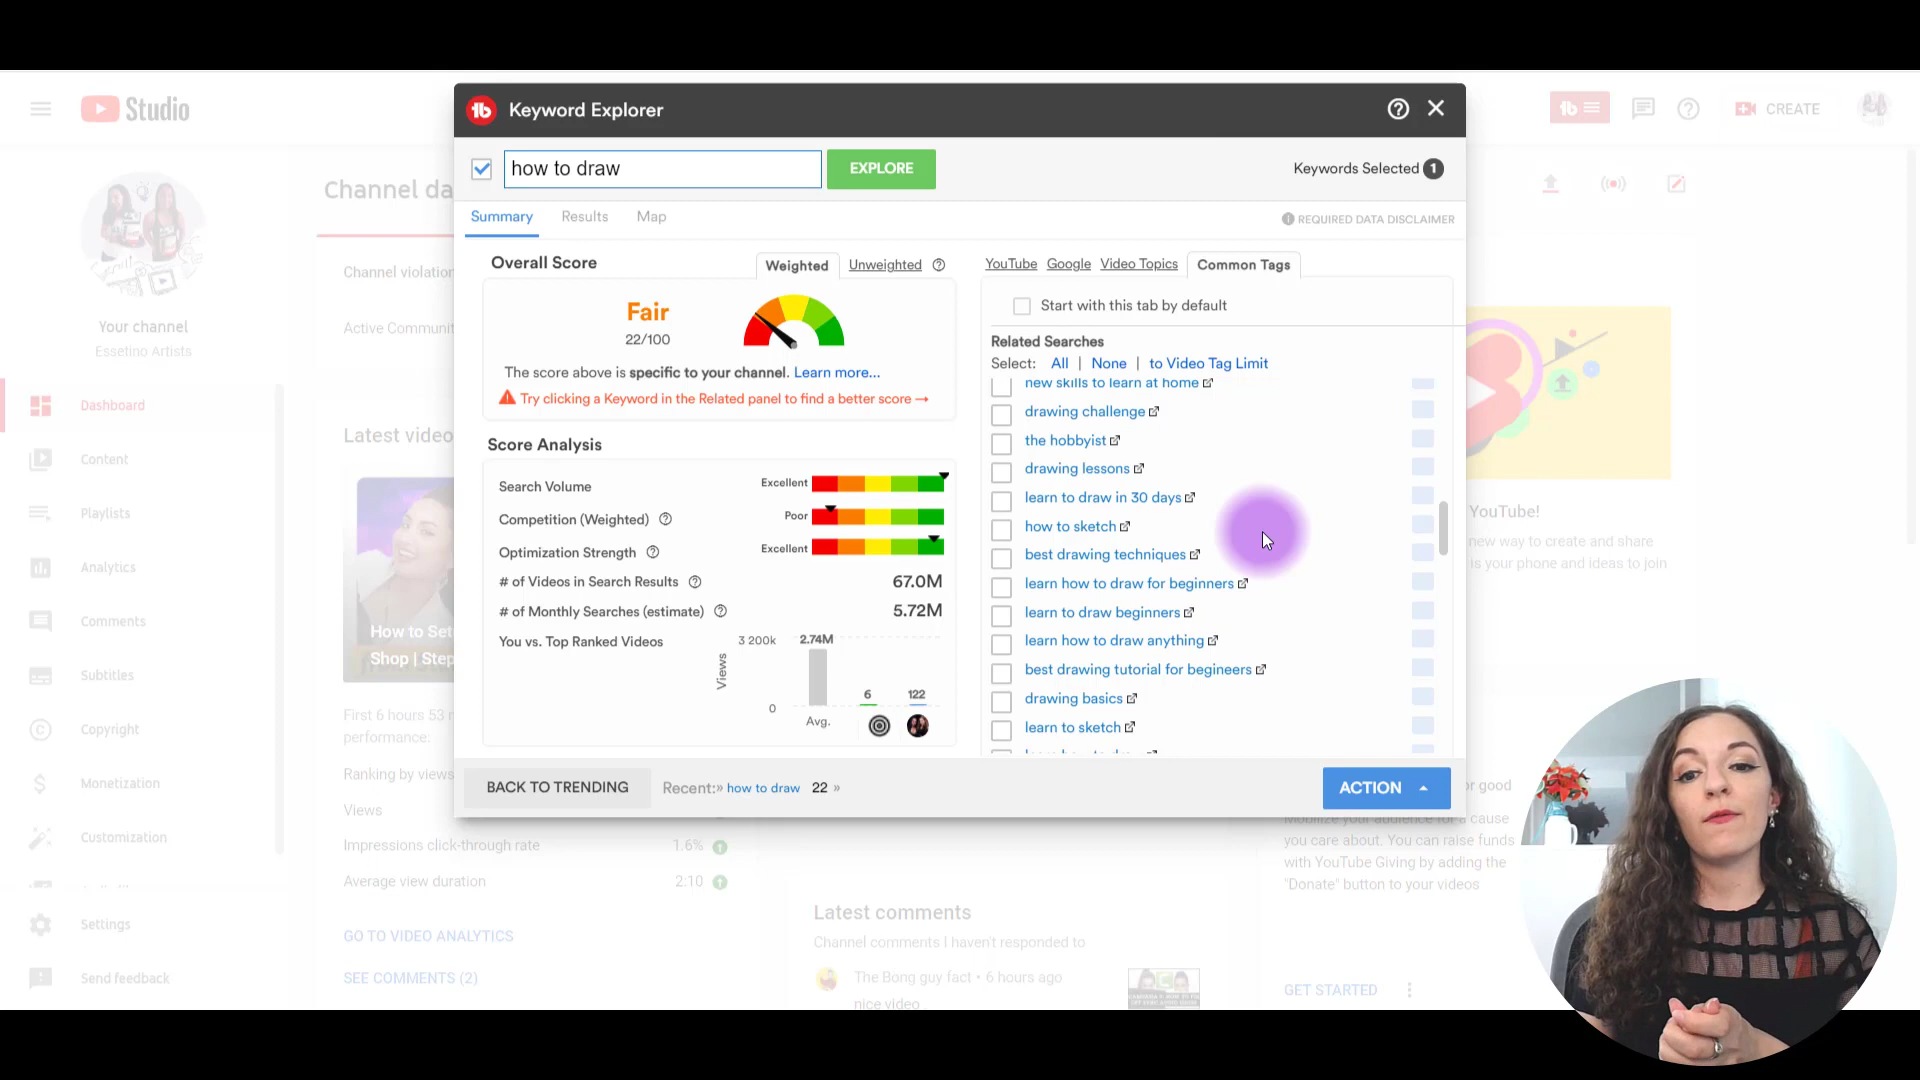 Studio
Keyword Explorer
CREATE
how to draw
EXPLORE
Keywords Selected 1
Channel da
Summary
Results
Map
REQUIRED DATA DISCLAIMER
Overall Score
Weighted
Unweighted
YouTube
Google
Video Topics
Common Tags
Channel violation
Start with this tab by default
Fair
22/100
Your channel
Essetino Artists
Active Communit
Related Searches
Select: All | None | to Video Tag Limit
The score above is specific to your channel. Learn more...
Try clicking a Keyword in the Related panel to find a better score →
new skills to learn at home
drawing challenge
the hobbyist
drawing lessons
learn to draw in 30 days
how to sketch
best drawing techniques
learn how to draw for beginners
learn to draw beginners
learn how to draw anything
best drawing tutorial for begineers
drawing basics
learn to sketch
Dashboard
Content
Playlists
Analytics
Comments
Subtitles
Copyright
Monetization
Customization
Settings
Send feedback
Latest video
How to Set
Shop | Step
Score Analysis
Search Volume
Excellent
Competition (Weighted)
Poor
Optimization Strength
Excellent
# of Videos in Search Results
67.0M
# of Monthly Searches (estimate)
5.72M
You vs. Top Ranked Videos
3 200k
2.74M
Views
6
122
0
Avg.
YouTube!
new way to create and share
is your phone and ideas to join
First 6 hours 53 m
performance:
Ranking by views
Views
Impressions click-through rate
1.6%
Average view duration
2:10
GO TO VIDEO ANALYTICS
SEE COMMENTS (2)
BACK TO TRENDING
Recent:» how to draw 22 »
ACTION
or good
Mobilize your audience for a cause
you care about. You can raise funds
with YouTube Giving by adding the
"Donate" button to your videos
Latest comments
Channel comments I haven't responded to
The Bong guy fact • 6 hours ago
nice video
GET STARTED